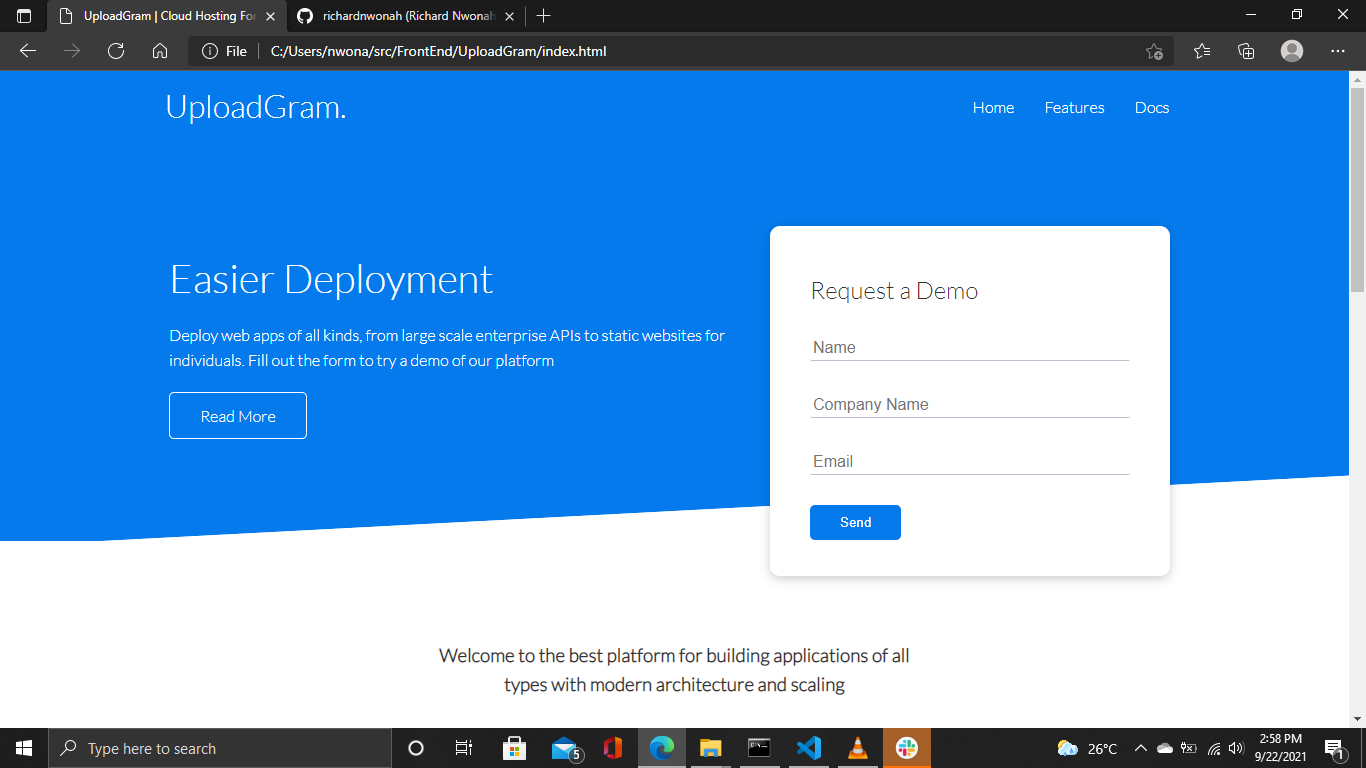 UploadGram | Cloud Hosting For
richardnwonah (Richard Nwonah
File
C:/Users/nwona/src/FrontEnd/UploadGram/index.html
UploadGram.
Home
Features
Docs
Easier Deployment
Deploy web apps of all kinds, from large scale enterprise APIs to static websites for
individuals. Fill out the form to try a demo of our platform
Read More
Request a Demo
Name
Company Name
Email
Send
Welcome to the best platform for building applications of all
types with modern architecture and scaling
Type here to search
5
26°C
2:58 PM
9/22/2021
1